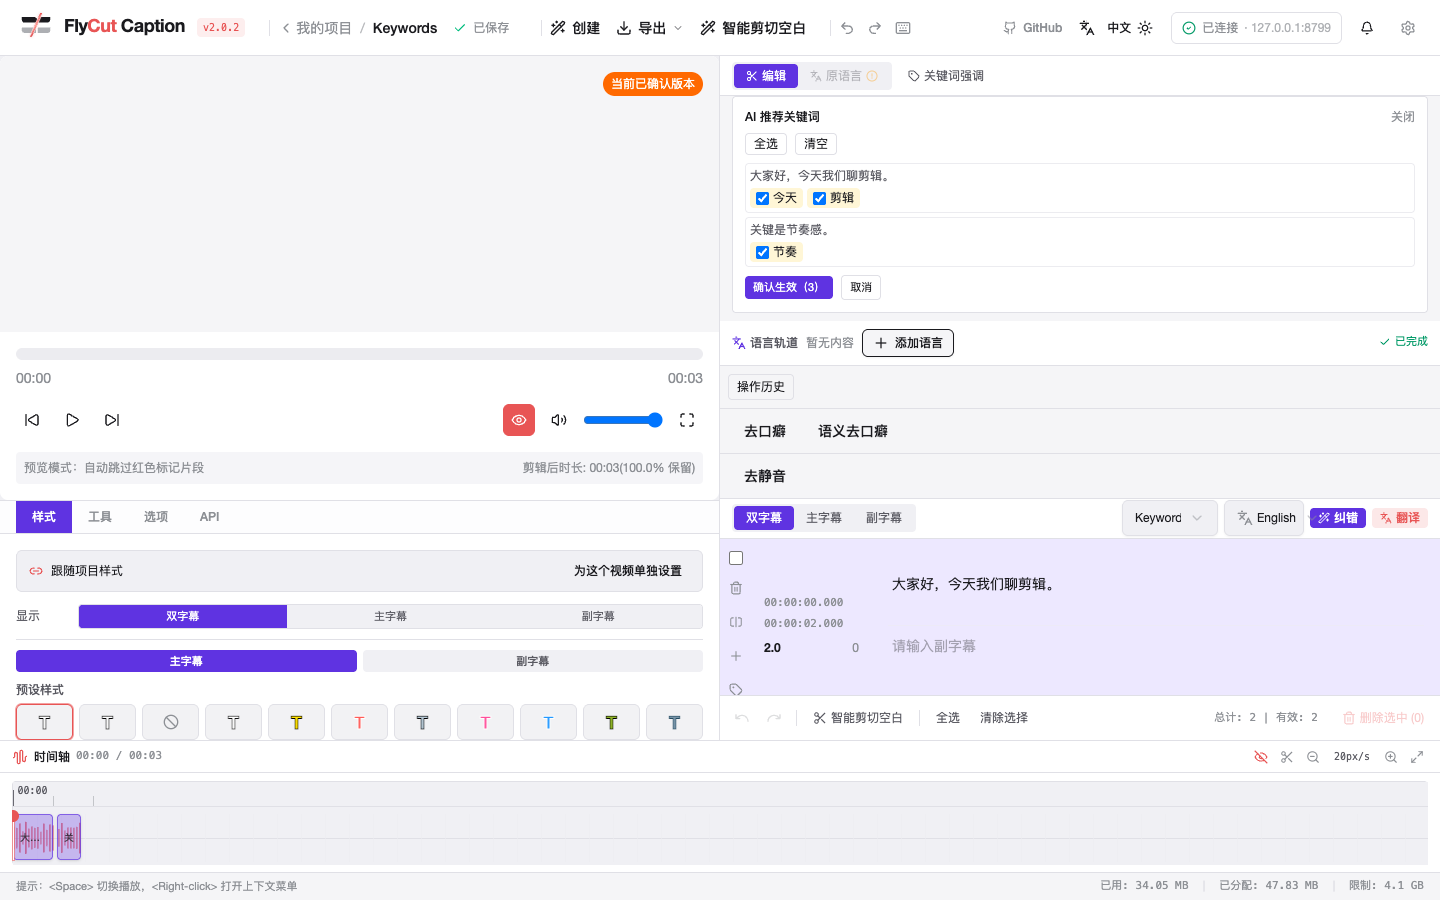 FlyCut Caption v2.0.2 我的项目 / Keywords 已保存 创建 导出 智能剪切空白 GitHub 中文 已连接 · 127.0.0.1:8799
当前已确认版本
00:00 00:03
预览模式：自动跳过红色标记片段 剪辑后时长: 00:03(100.0% 保留)
样式 工具 选项 API
跟随项目样式 为这个视频单独设置
显示 双字幕 主字幕 副字幕
主字幕 副字幕
预设样式
T T T T T T T T T T
编辑 原语言 关键词强调
AI 推荐关键词 关闭
全选 清空
大家好，今天我们聊剪辑。
今天 剪辑
关键是节奏感。
节奏
确认生效（3） 取消
语言轨道 暂无内容 添加语言 已完成
操作历史
去口癖 语义去口癖
去静音
双字幕 主字幕 副字幕 Keyword English 纠错 翻译
大家好，今天我们聊剪辑。
00:00:00.000
00:00:02.000
2.0 0 请输入副字幕
智能剪切空白 全选 清除选择 总计: 2 | 有效: 2 删除选中 (0)
时间轴 00:00 / 00:03 20px/s
00:00
大... 关
提示：<Space> 切换播放，<Right-click> 打开上下文菜单 已用: 34.05 MB 已分配: 47.83 MB 限制: 4.1 GB